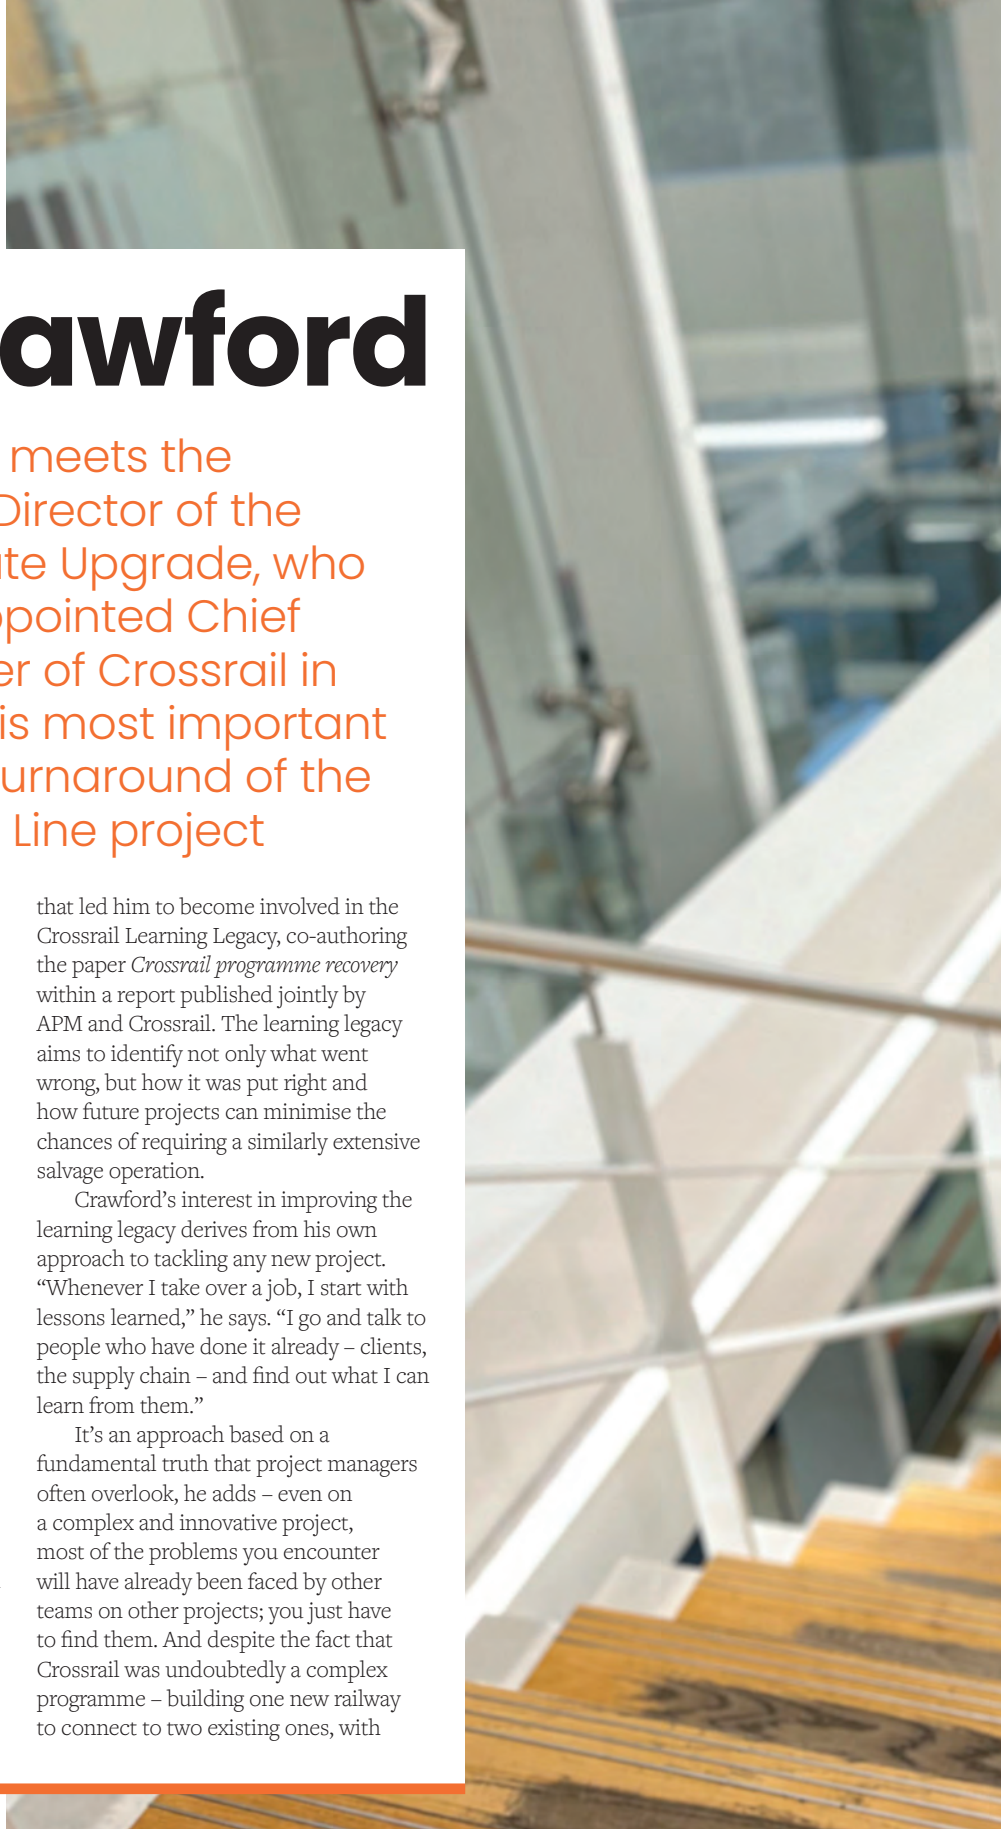 awford
meets the
Director of the
te Upgrade, who
pointed Chief
er of Crossrail in
is most important
urnaround of the
Line project
that led him to become involved in the
Crossrail Learning Legacy, co-authoring
the paper Crossrail programme recovery
within a report published jointly by
APM and Crossrail. The learning legacy
aims to identify not only what went
wrong, but how it was put right and
how future projects can minimise the
chances of requiring a similarly extensive
salvage operation.
Crawford’s interest in improving the
learning legacy derives from his own
approach to tackling any new project.
“Whenever I take over a job, I start with
lessons learned,” he says. “I go and talk to
people who have done it already – clients,
the supply chain – and find out what I can
learn from them.”
It’s an approach based on a
fundamental truth that project managers
often overlook, he adds – even on
a complex and innovative project,
most of the problems you encounter
will have already been faced by other
teams on other projects; you just have
to find them. And despite the fact that
Crossrail was undoubtedly a complex
programme – building one new railway
to connect to two existing ones, with